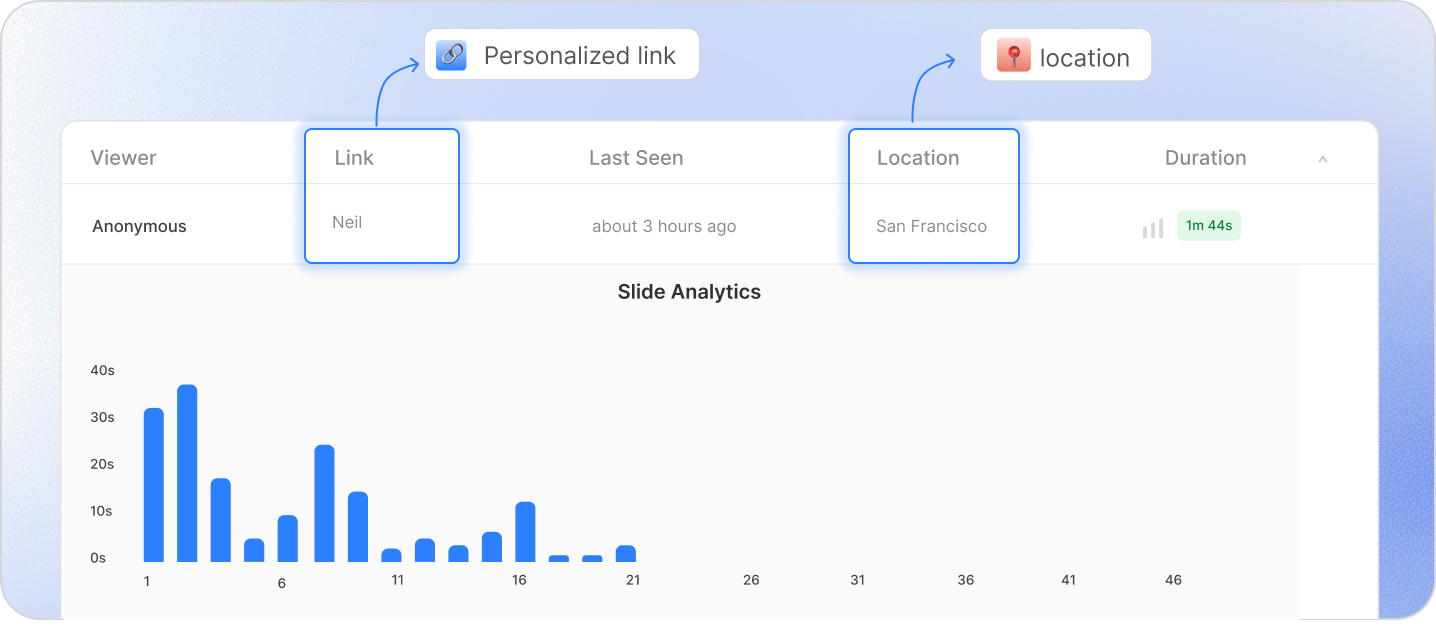 Personalized link
location
Viewer Link Last Seen Location Duration
Anonymous Neil about 3 hours ago San Francisco 1m 44s
Slide Analytics
40s
30s
20s
10s
0s
1 6 11 16 21 26 31 36 41 46